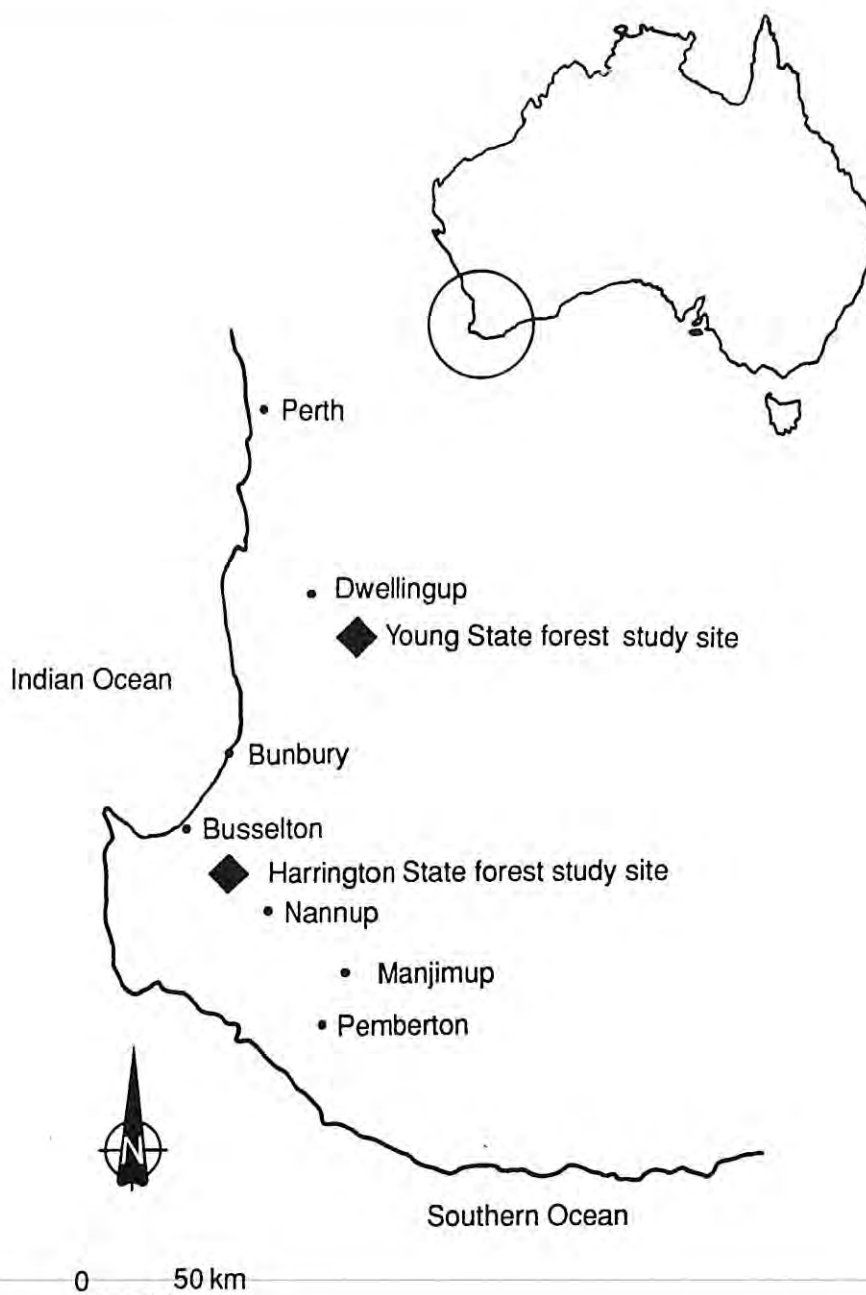 Perth
Dwellingup
Young State forest study site
Indian Ocean
Bunbury
Busselton
Harrington State forest study site
Nannup
Manjimup
Pemberton
N
Southern Ocean
0 50 km